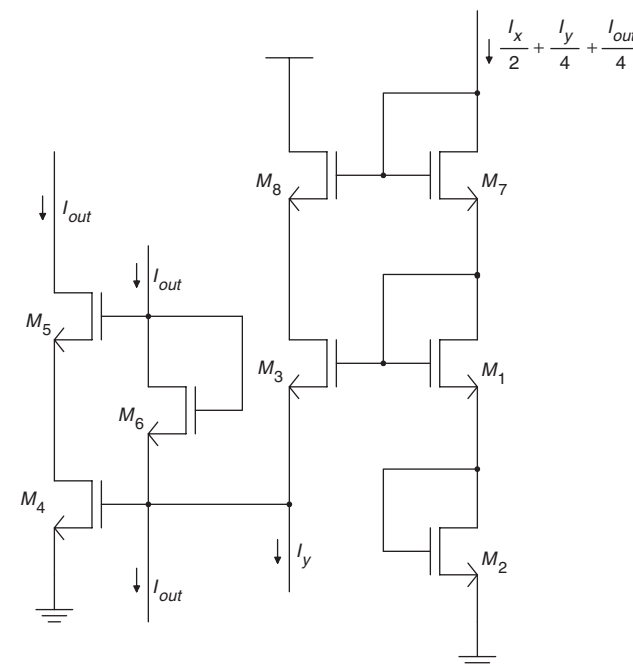 I_x/2 + I_y/4 + I_out/4
M_8
M_7
I_out
I_out
M_5
M_3
M_1
M_6
M_4
M_2
I_y
I_out